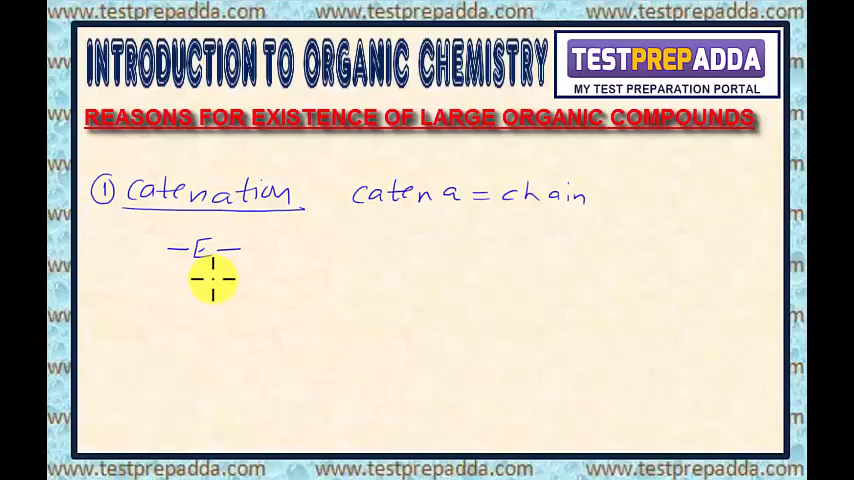 www.testprepadda.com www.testprepadda.com www.testprepadda.com
INTRODUCTION TO ORGANIC CHEMISTRY
TESTPREPADDA
MY TEST PREPARATION PORTAL
REASONS FOR EXISTENCE OF LARGE ORGANIC COMPOUNDS
① catenation catena = chain
—E—
www.testprepadda.com www.testprepadda.com www.testprepadda.com